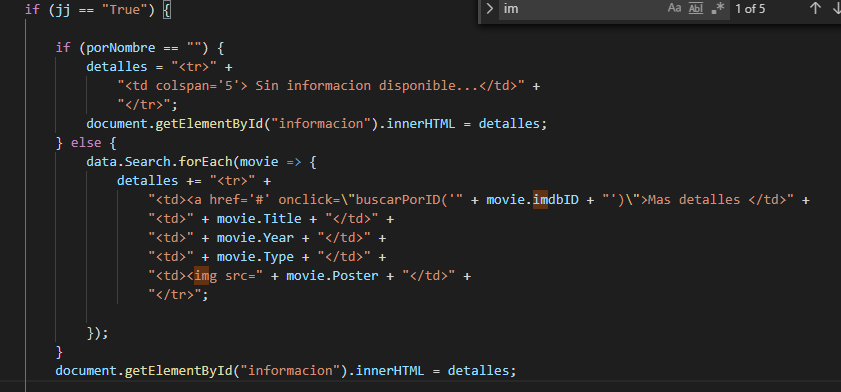 if (jj == "True") {
im
Aa Abl .* 1 of 5 ↑ ↓
if (porNombre == "") {
detalles = "<tr>" +
"<td colspan='5'> Sin informacion disponible...</td>" +
"</tr>";
document.getElementById("informacion").innerHTML = detalles;
} else {
data.Search.forEach(movie => {
detalles += "<tr>" +
"<td><a href='#' onclick=\"buscarPorID('" + movie.imdbID + "')\">Mas detalles </td>" +
"<td>" + movie.Title + "</td>" +
"<td>" + movie.Year + "</td>" +
"<td>" + movie.Type + "</td>" +
"<td><img src=" + movie.Poster + "</td>" +
"</tr>";
});
}
document.getElementById("informacion").innerHTML = detalles;